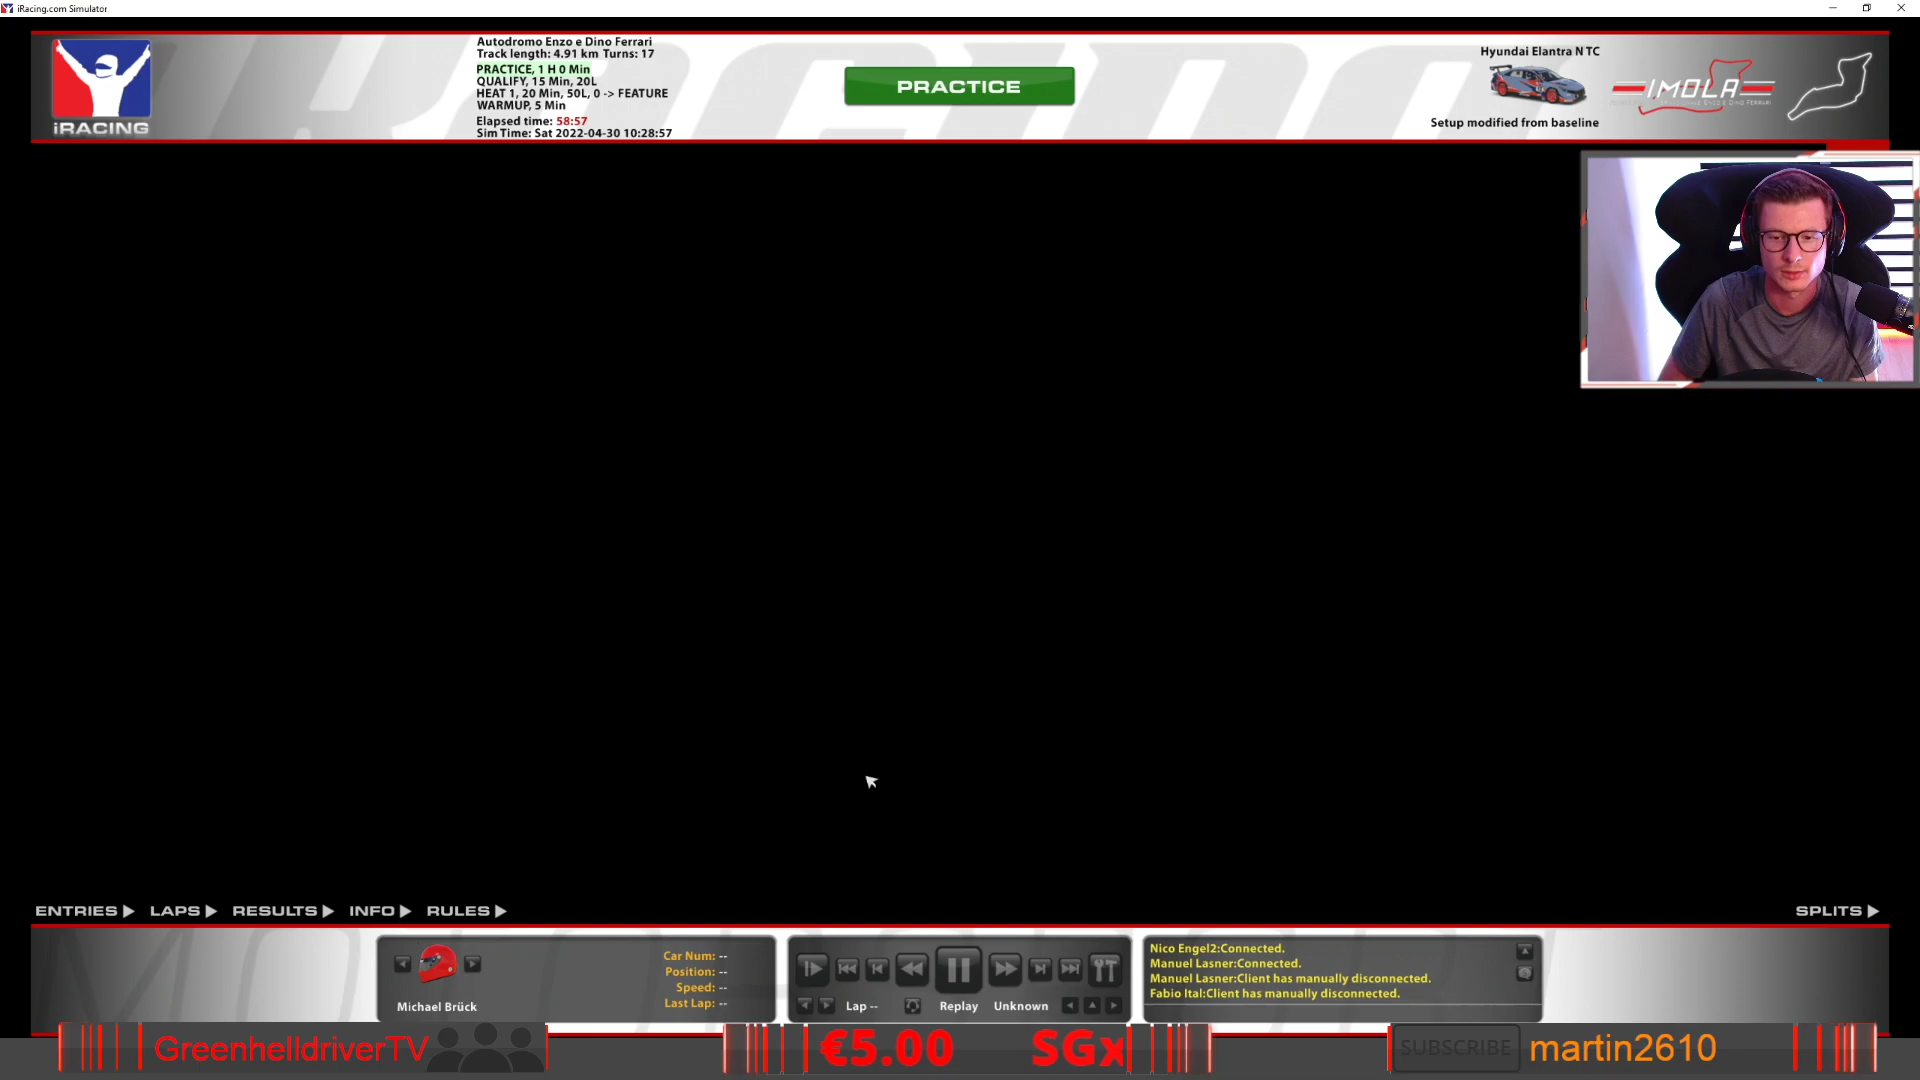 iRacing.com Simulator
iRACING
Autodromo Enzo e Dino Ferrari
Track length: 4.91 km Turns: 17
PRACTICE, 1 H 0 Min
QUALIFY, 15 Min, 20L
HEAT 1, 20 Min, 50L, 0 -> FEATURE
WARMUP, 5 Min
Elapsed time: 58:57
Sim Time: Sat 2022-04-30 10:28:57
PRACTICE
Hyundai Elantra N TC
Setup modified from baseline
IMOLA
ENTRIES
LAPS
RESULTS
INFO
RULES
SPLITS
Michael Brück
Car Num: --
Position: --
Speed: --
Last Lap: --
Lap --
Replay
Unknown
Nico Engel2:Connected.
Manuel Lasner:Connected.
Manuel Lasner:Client has manually disconnected.
Fabio Ital:Client has manually disconnected.
GreenhelldriverTV
€5.00
SGx
SUBSCRIBE
martin2610